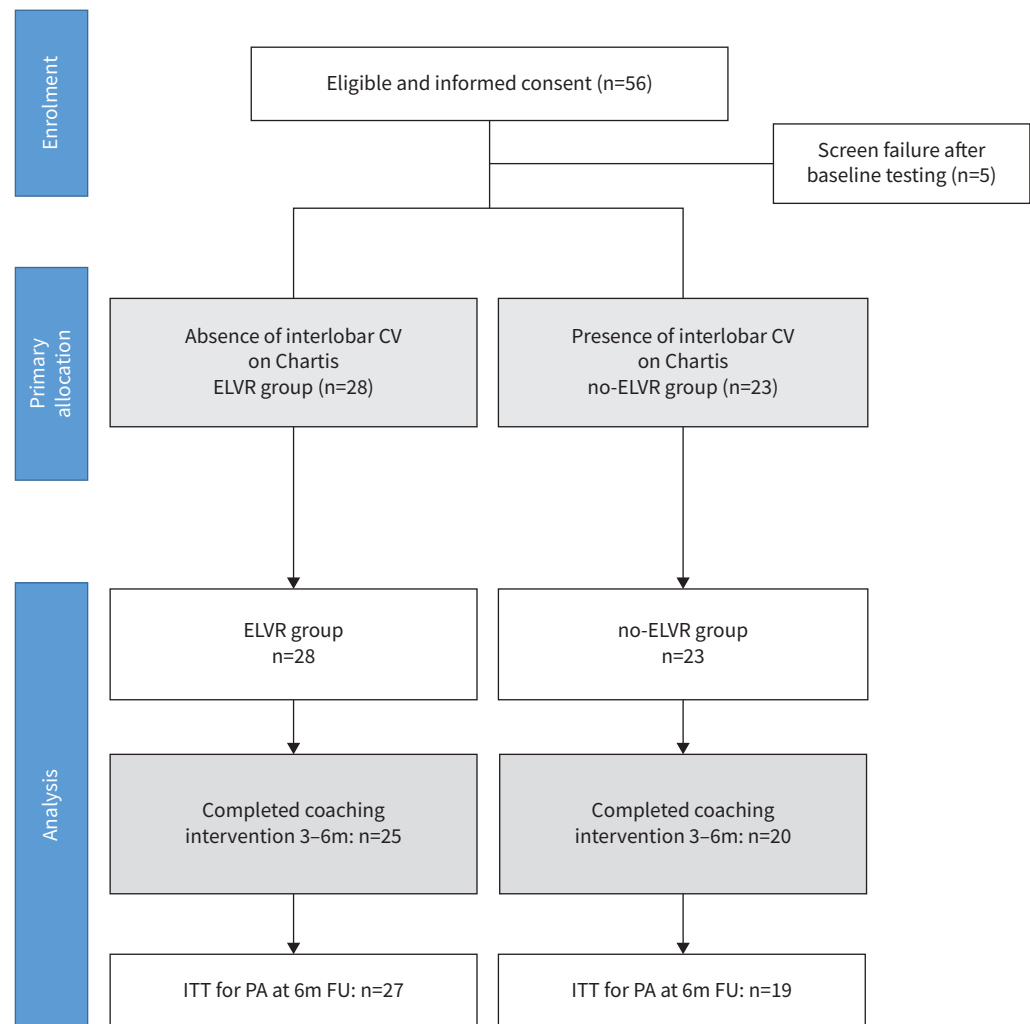 Enrolment
Eligible and informed consent (n=56)
Screen failure after
baseline testing (n=5)
Primary
allocation
Absence of interlobar CV
on Chartis
ELVR group (n=28)
Presence of interlobar CV
on Chartis
no-ELVR group (n=23)
Analysis
ELVR group
n=28
no-ELVR group
n=23
Completed coaching
intervention 3–6m: n=25
Completed coaching
intervention 3–6m: n=20
ITT for PA at 6m FU: n=27
ITT for PA at 6m FU: n=19